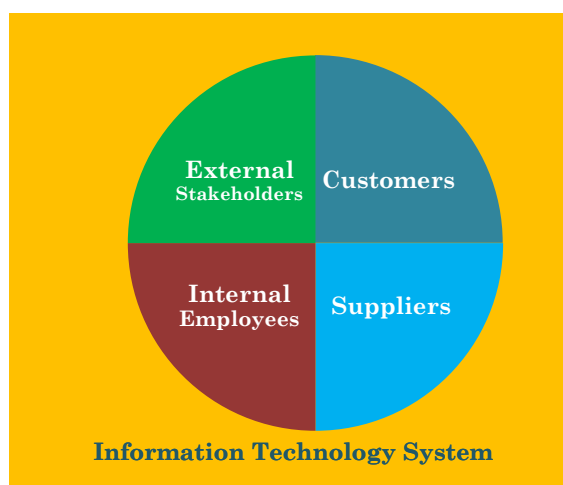 External
Stakeholders
Customers
Internal
Employees
Suppliers
Information Technology System